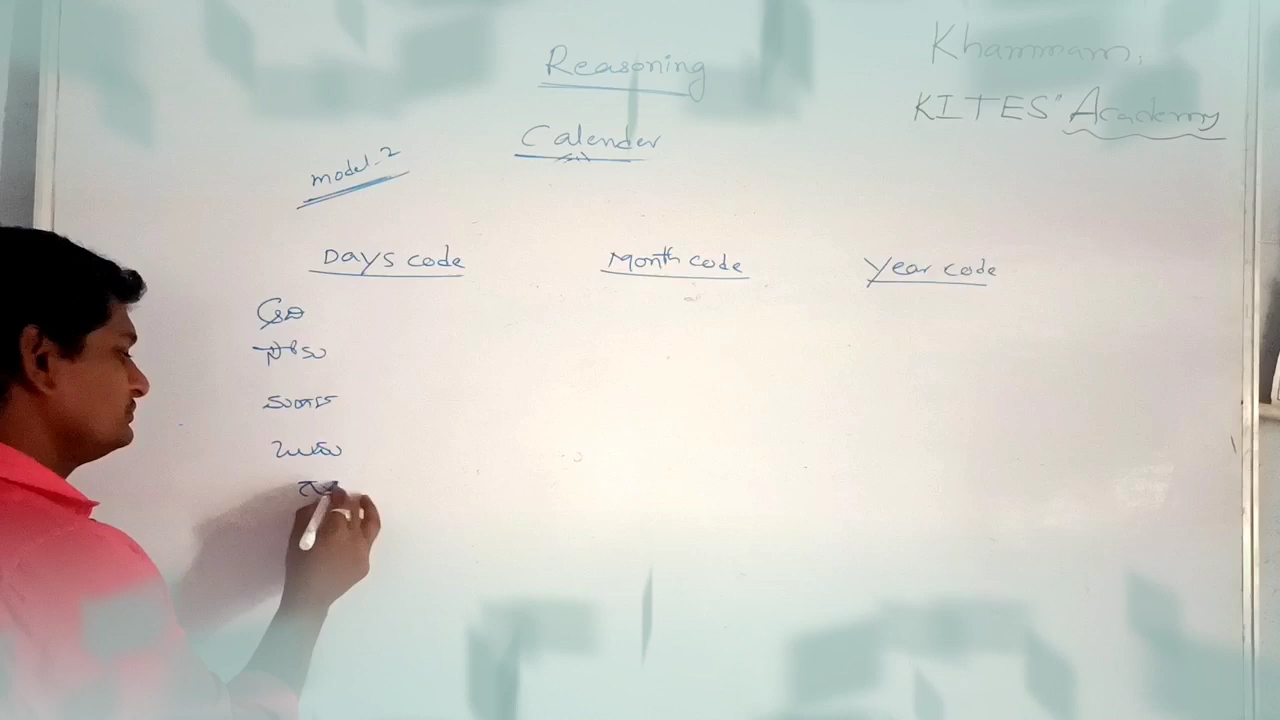 Reasoning
Khammam,
KITES Academy
Calender
model-2
Days code
Month code
Year code
ఆది
సోమ
మంగళ
బుధ